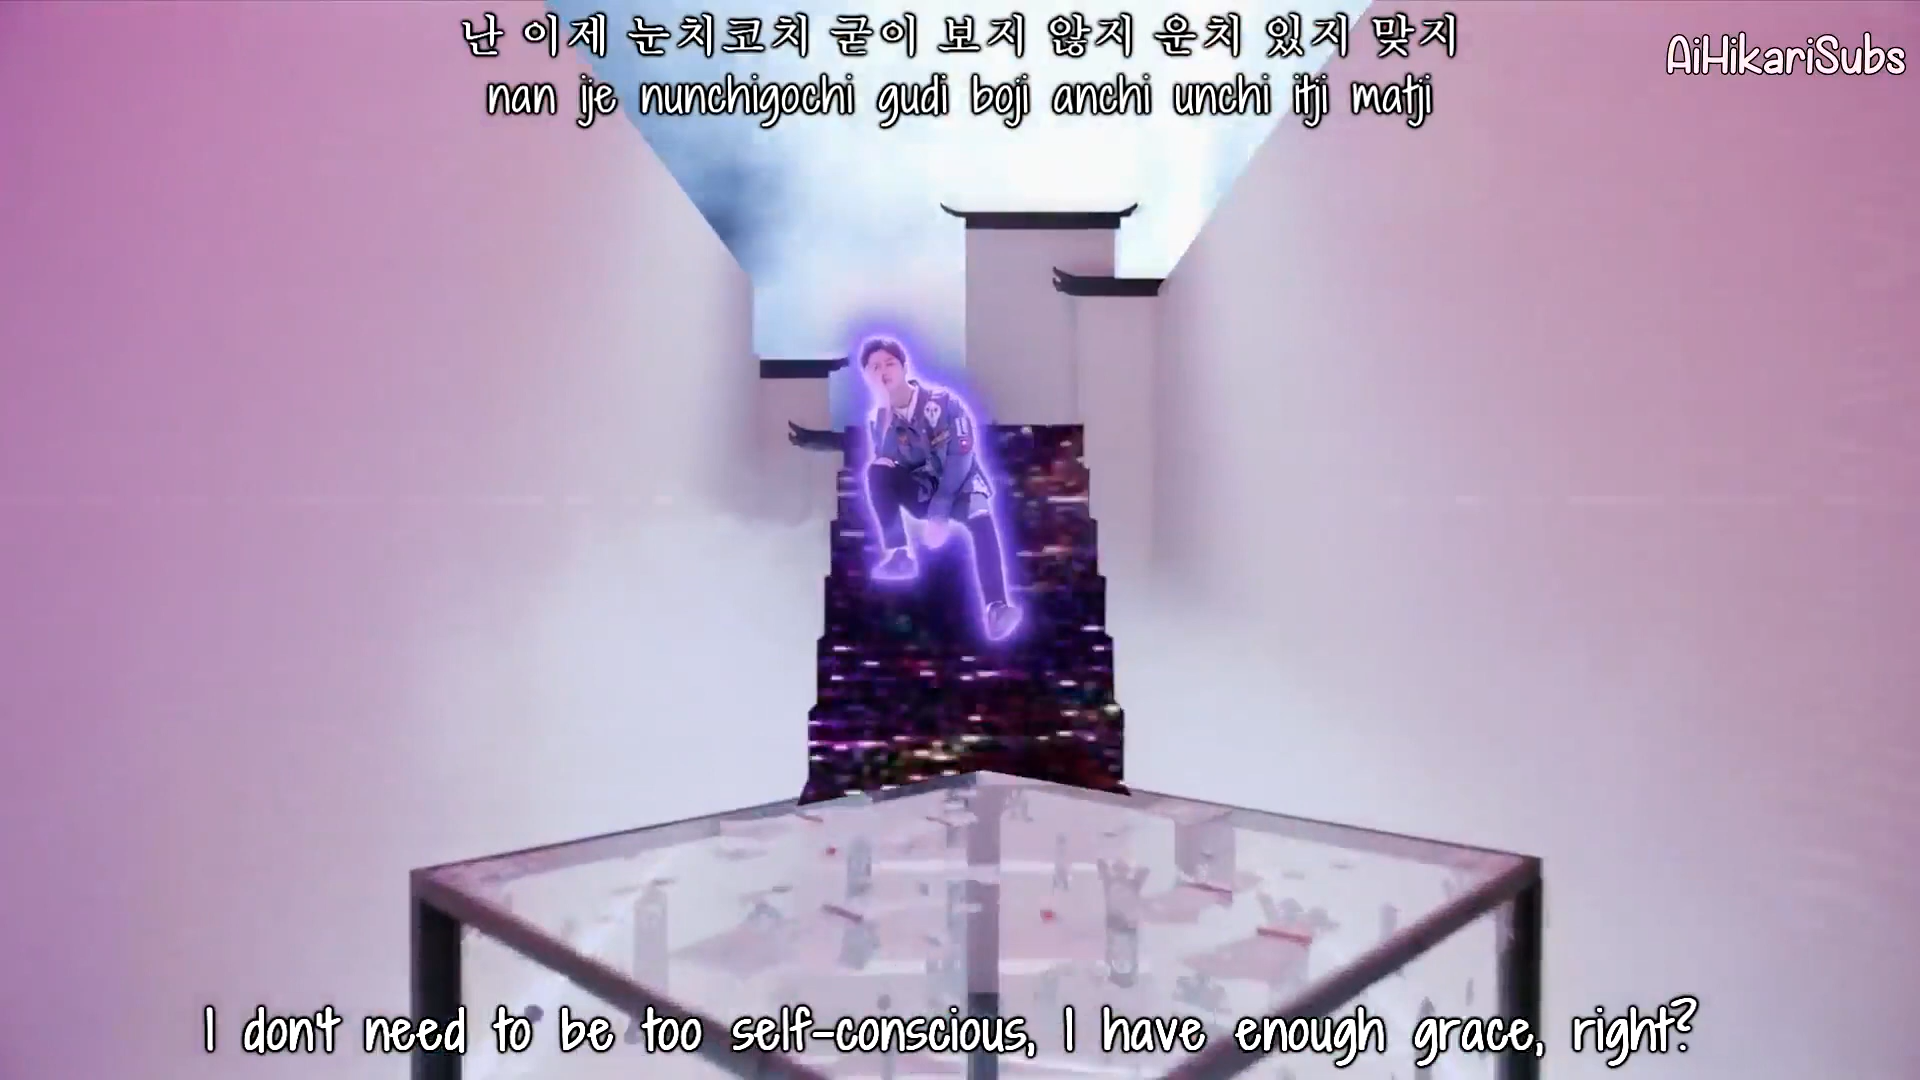 난 이제 눈치코치 굳이 보지 않지 운치 있지 맞지
AiHikariSubs
nan ije nunchigochi gudi boji anchi unchi itji matji
I don't need to be too self-conscious, I have enough grace, right?